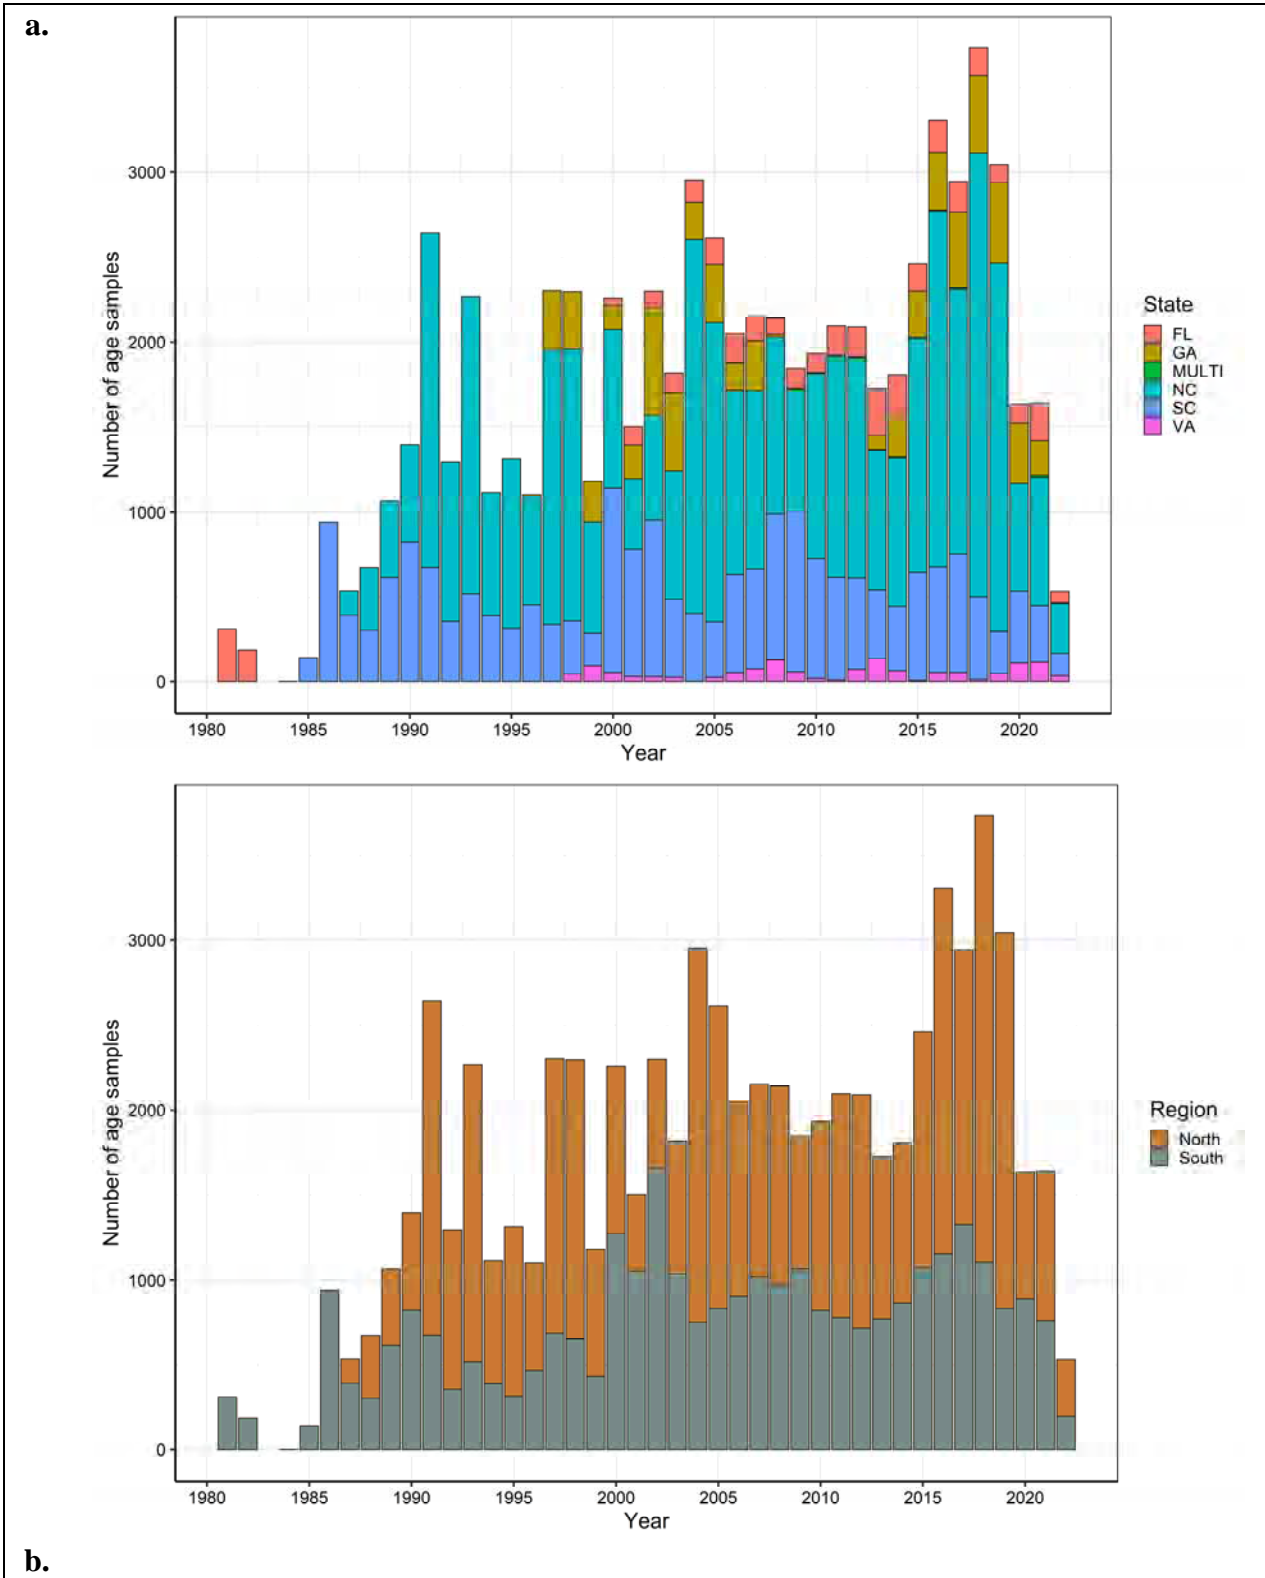 a.
Number of age samples
3000
2000
1000
0
1980 1985 1990 1995 2000 2005 2010 2015 2020
Year
State
FL
GA
MULTI
NC
SC
VA
Number of age samples
3000
2000
1000
0
1980 1985 1990 1995 2000 2005 2010 2015 2020
Year
Region
North
South
b.